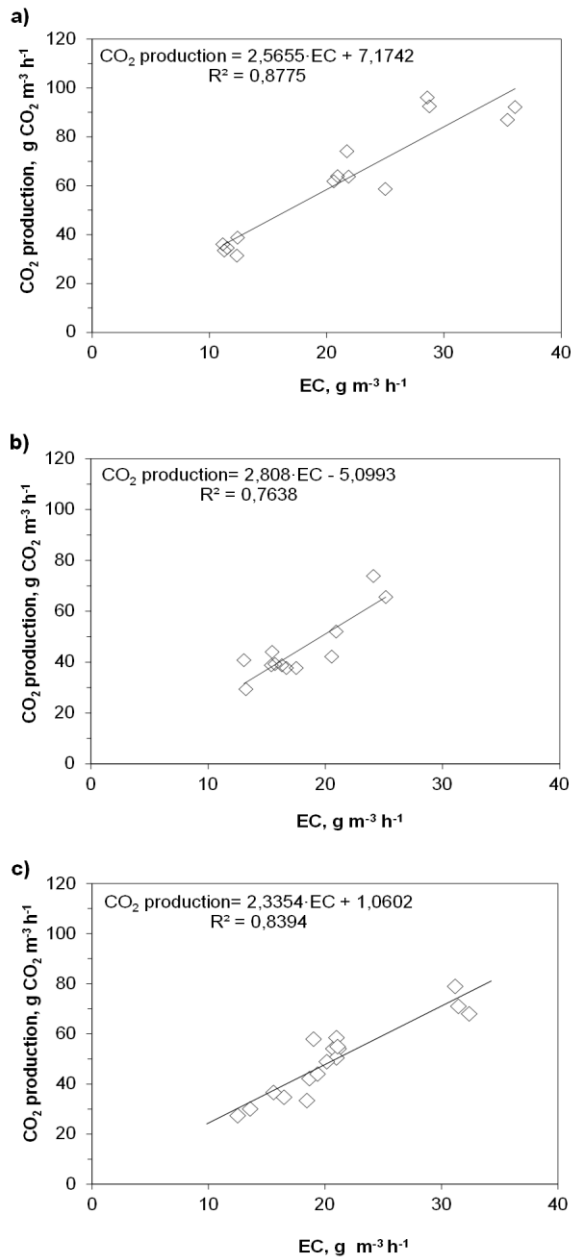 a)
120
100
80
60
40
20
0
CO₂ production, g CO₂ m⁻³ h⁻¹
CO₂ production = 2,5655·EC + 7,1742
R² = 0,8775
0 10 20 30 40
EC, g m⁻³ h⁻¹
b)
120
100
80
60
40
20
0
CO₂ production, g CO₂ m⁻³ h⁻¹
CO₂ production= 2,808·EC - 5,0993
R² = 0,7638
0 10 20 30 40
EC, g m⁻³ h⁻¹
c)
120
100
80
60
40
20
0
CO₂ production, g CO₂ m⁻³ h⁻¹
CO₂ production= 2,3354·EC + 1,0602
R² = 0,8394
0 10 20 30 40
EC, g m⁻³ h⁻¹